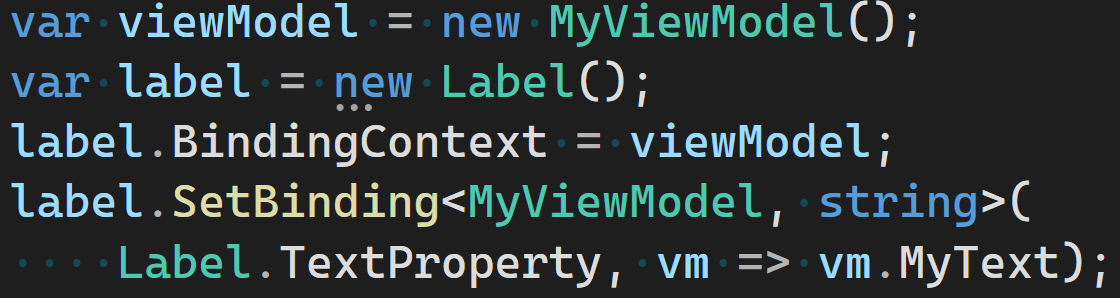 var viewModel = new MyViewModel();
var label = new Label();
label.BindingContext = viewModel;
label.SetBinding<MyViewModel, string>(
    Label.TextProperty, vm => vm.MyText);